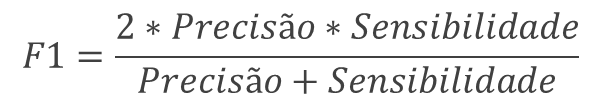 F1 = 2 * Precisão * Sensibilidade
Precisão + Sensibilidade